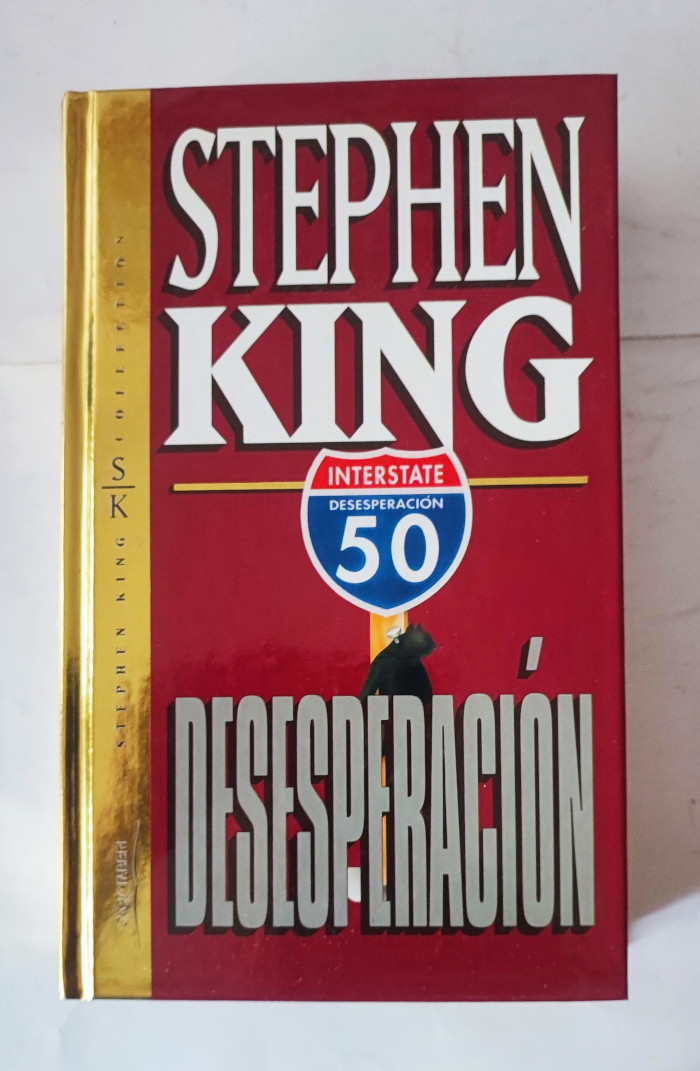 STEPHEN
KING
INTERSTATE
DESESPERACIÓN
50
DESESPERACIÓN
STEPHEN KING
S
K
COLLECTION